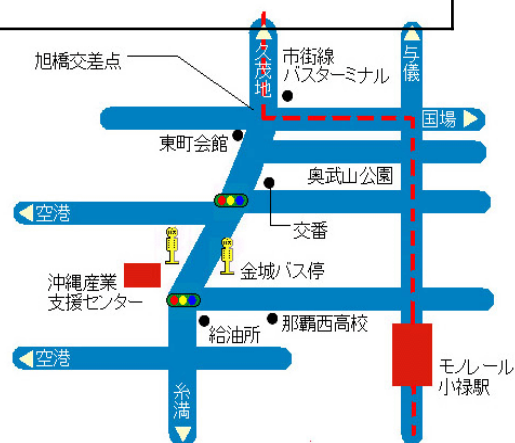 久茂地
与儀
旭橋交差点
市街線
バスターミナル
国場
東町会館
奥武山公園
空港
交番
金城バス停
沖縄産業
支援センター
給油所
那覇西高校
空港
モノレール
小禄駅
糸満